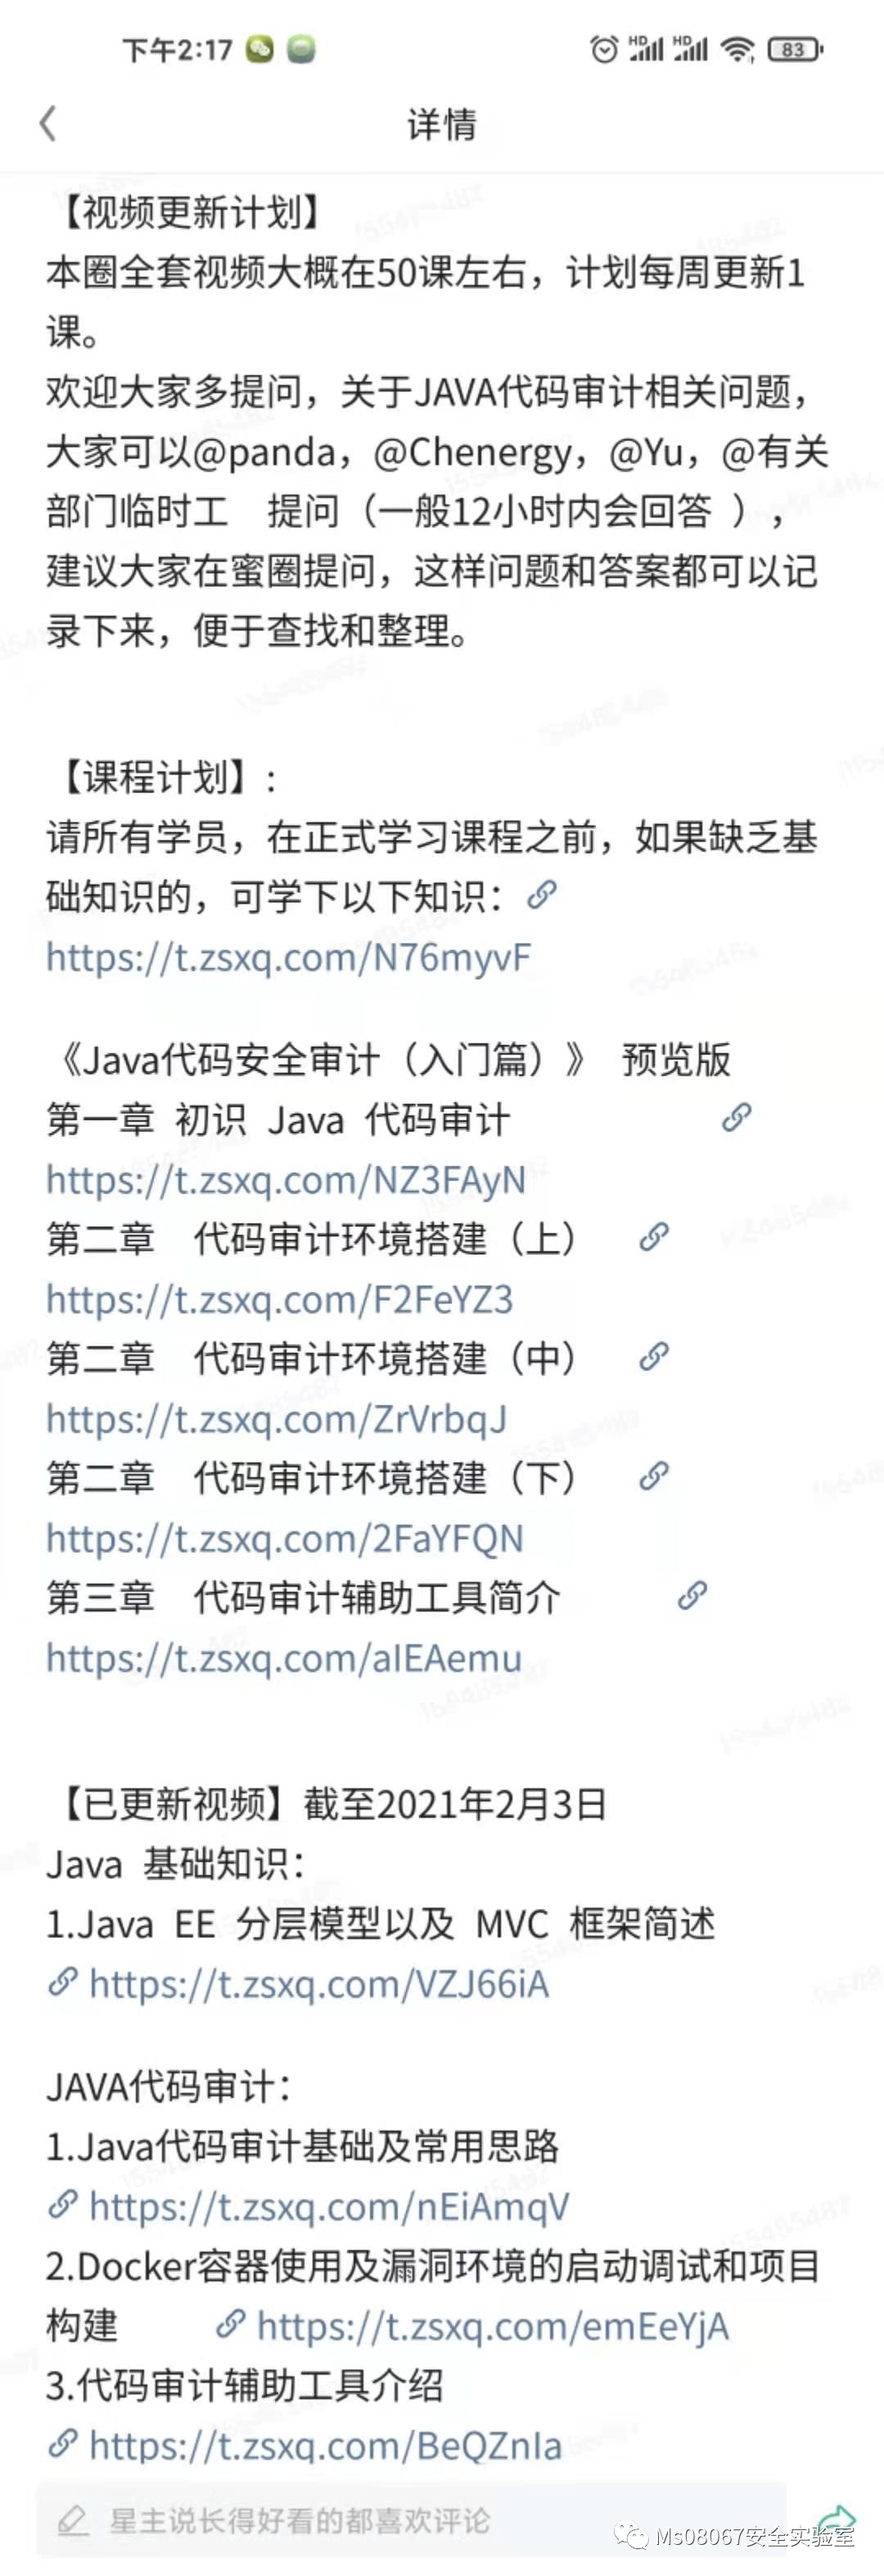 下午2:17
HD HD 83
详情
【视频更新计划】
本圈全套视频大概在50课左右，计划每周更新1
课。
欢迎大家多提问，关于JAVA代码审计相关问题，
大家可以@panda，@Chenergy，@Yu，@有关
部门临时工 提问（一般12小时内会回答 ），
建议大家在蜜圈提问，这样问题和答案都可以记
录下来，便于查找和整理。
【课程计划】:
请所有学员，在正式学习课程之前，如果缺乏基
础知识的，可学下以下知识：
https://t.zsxq.com/N76myvF
《Java代码安全审计（入门篇）》 预览版
第一章 初识 Java 代码审计
https://t.zsxq.com/NZ3FAyN
第二章 代码审计环境搭建（上）
https://t.zsxq.com/F2FeYZ3
第二章 代码审计环境搭建（中）
https://t.zsxq.com/ZrVrbqJ
第二章 代码审计环境搭建（下）
https://t.zsxq.com/2FaYFQN
第三章 代码审计辅助工具简介
https://t.zsxq.com/aIEAemu
【已更新视频】截至2021年2月3日
Java 基础知识：
1.Java EE 分层模型以及 MVC 框架简述
https://t.zsxq.com/VZJ66iA
JAVA代码审计：
1.Java代码审计基础及常用思路
https://t.zsxq.com/nEiAmqV
2.Docker容器使用及漏洞环境的启动调试和项目
构建 https://t.zsxq.com/emEeYjA
3.代码审计辅助工具介绍
https://t.zsxq.com/BeQZnIa
星主说长得好看的都喜欢评论
Ms08067安全实验室